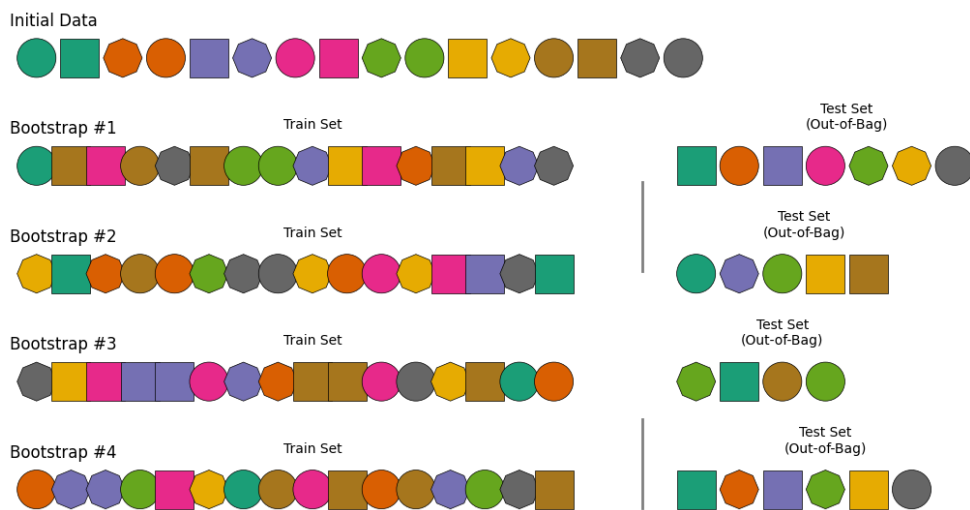 Initial Data
Bootstrap #1
Train Set
Test Set
(Out-of-Bag)
Bootstrap #2
Train Set
Test Set
(Out-of-Bag)
Bootstrap #3
Train Set
Test Set
(Out-of-Bag)
Bootstrap #4
Train Set
Test Set
(Out-of-Bag)